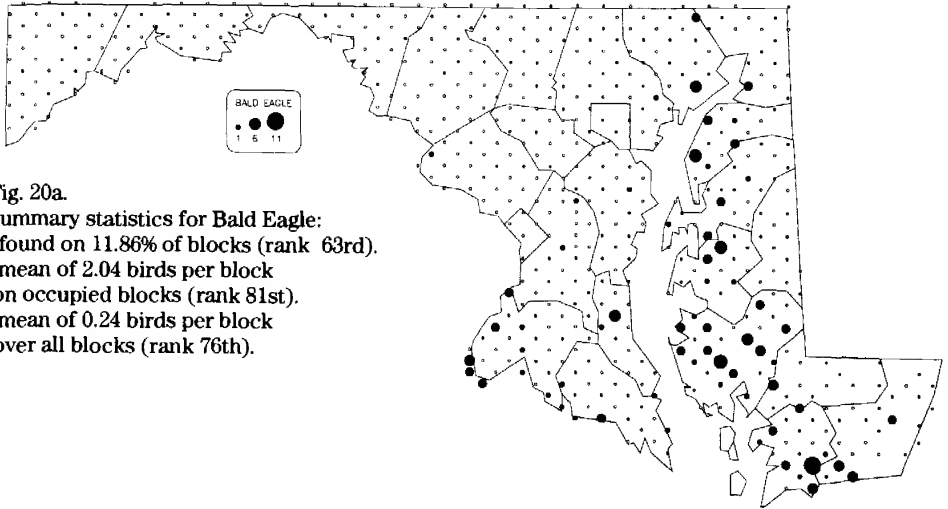 BALD EAGLE
1 6 11
Fig. 20a.
ummary statistics for Bald Eagle:
found on 11.86% of blocks (rank 63rd).
mean of 2.04 birds per block
on occupied blocks (rank 81st).
mean of 0.24 birds per block
over all blocks (rank 76th).